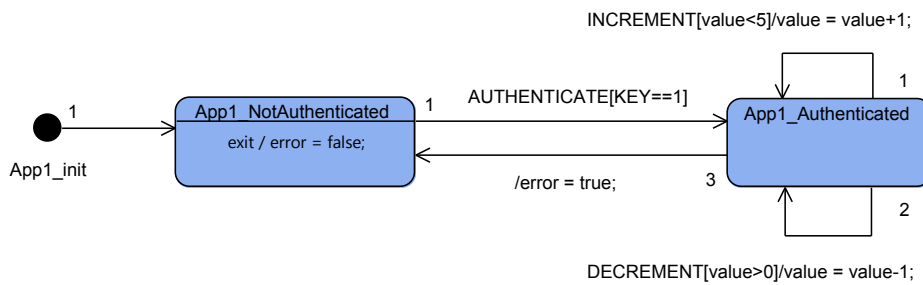 INCREMENT[value<5]/value = value+1;
1
1
App1_NotAuthenticated
1
AUTHENTICATE[KEY==1]
App1_Authenticated
exit / error = false;
App1_init
/error = true;
3
2
DECREMENT[value>0]/value = value-1;